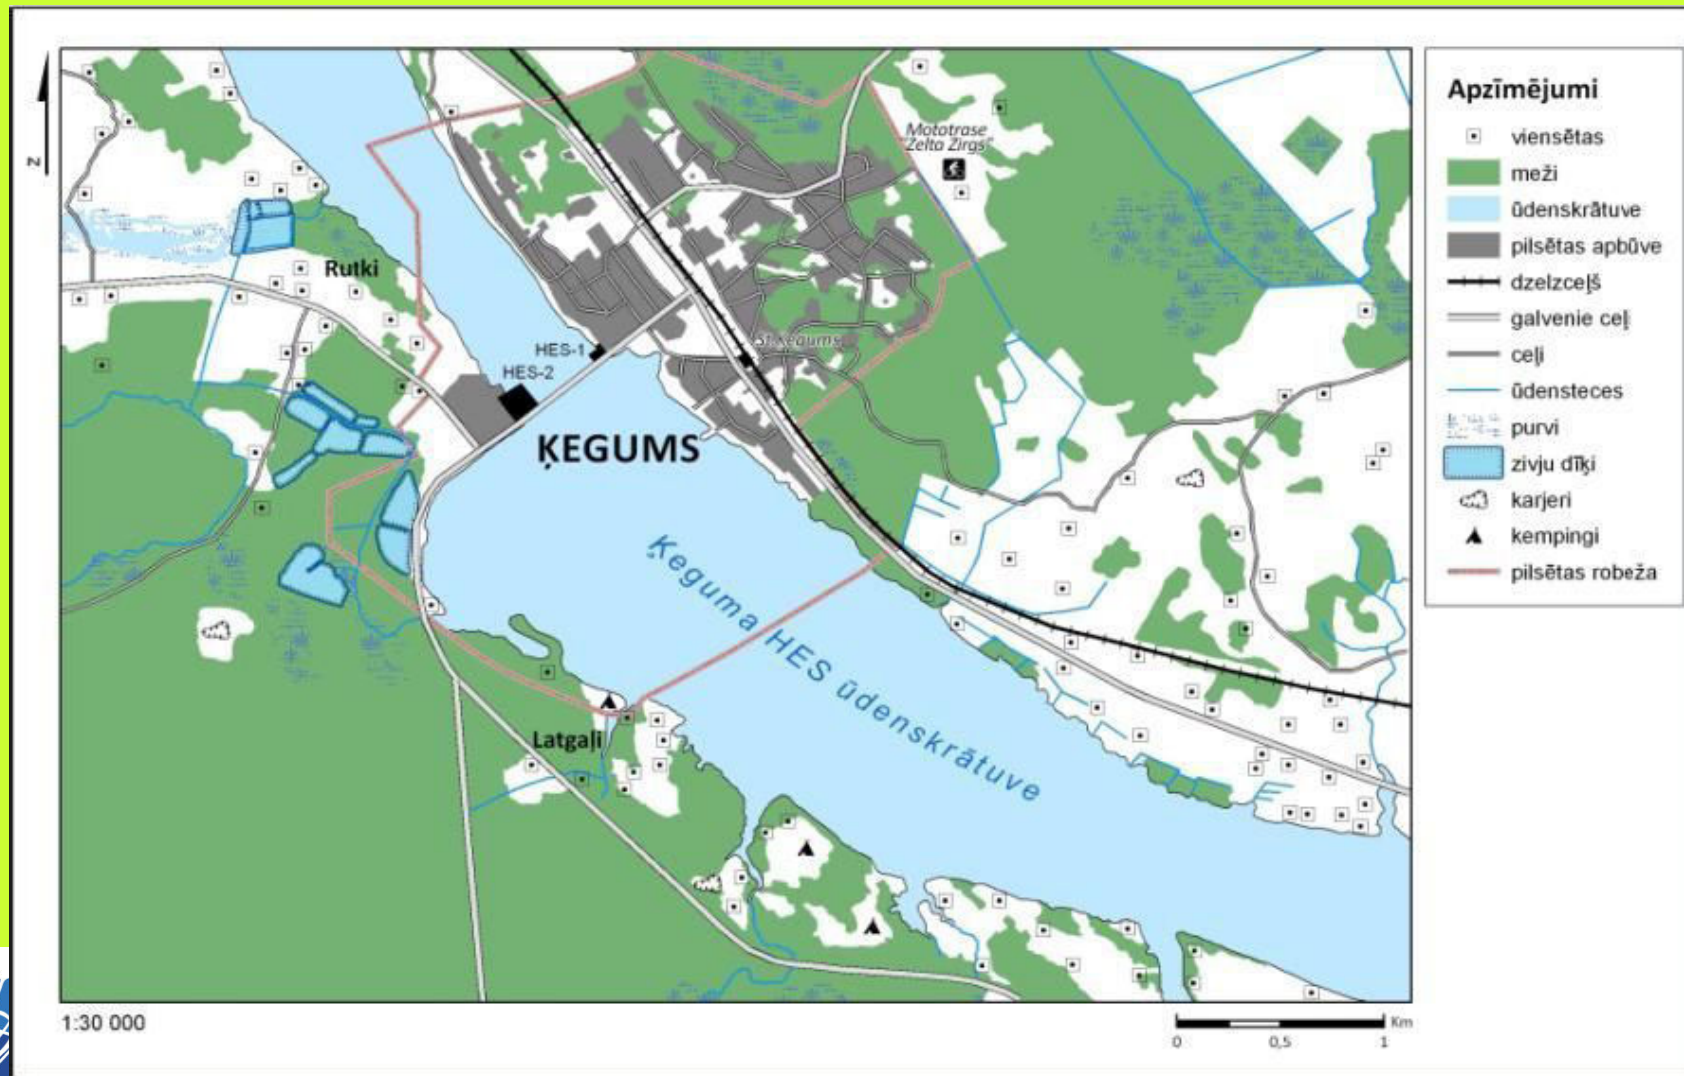 Z
Mototrase
"Zelta Zirgs"
Rutki
St.Ķegums
HES-1
HES-2
ĶEGUMS
Ķeguma HES ūdenskrātuve
Latgaļi
1:30 000
Km
0 0,5 1
Apzīmējumi
viensētas
meži
ūdenskrātuve
pilsētas apbūve
dzelzceļš
galvenie ceļi
ceļi
ūdensteces
purvi
zivju dīķi
karjeri
kempingi
pilsētas robeža